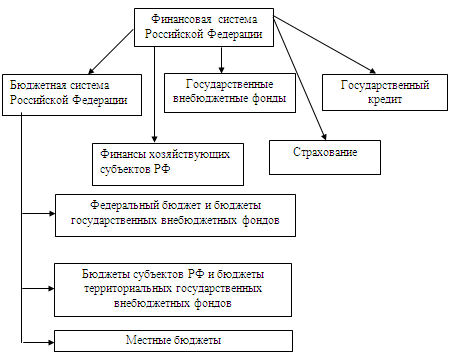 Финансовая система
Российской Федерации
Бюджетная система
Российской Федерации
Государственные
внебюджетные фонды
Государственный
кредит
Финансы хозяйствующих
субъектов РФ
Страхование
Федеральный бюджет и бюджеты
государственных внебюджетных фондов
Бюджеты субъектов РФ и бюджеты
территориальных государственных
внебюджетных фондов
Местные бюджеты